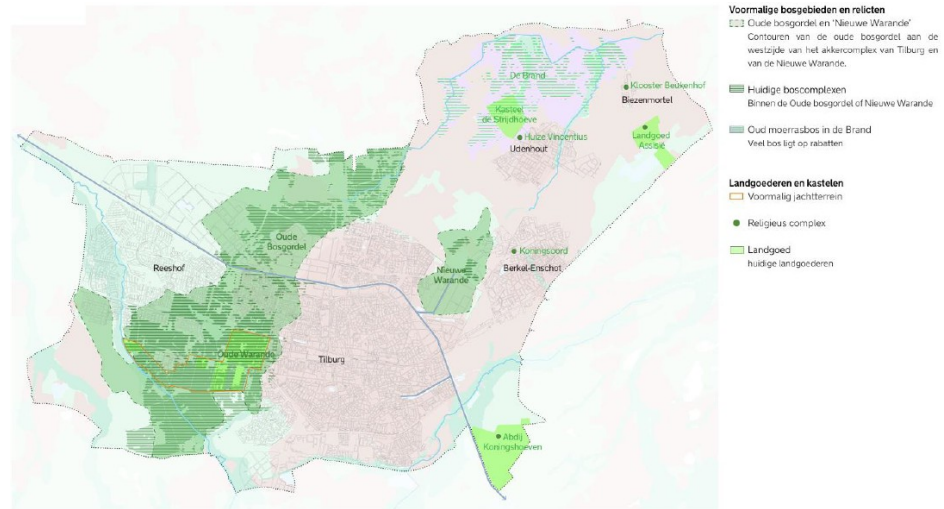 De Brand
Klooster Beukenhof
Biezenmortel
Kasteel
de Strijdhoeve
Huize Vincentius
Udenhout
Landgoed
Assisië
Oude
Bosgordel
Koningsoord
Reeshof
Nieuwe
Warande
Berkel-Enschot
Oude Warande
Tilburg
Abdij
Koningshoeven
Voormalige bosgebieden en relicten
Oude bosgordel en 'Nieuwe Warande'
Contouren van de oude bosgordel aan de
westzijde van het akkercomplex van Tilburg en
van de Nieuwe Warande.
Huidige boscomplexen
Binnen de Oude bosgordel of Nieuwe Warande
Oud moerrasbos in de Brand
Veel bos ligt op rabatten
Landgoederen en kastelen
Voormalig jachtterrein
Religieus complex
Landgoed
huidige landgoederen